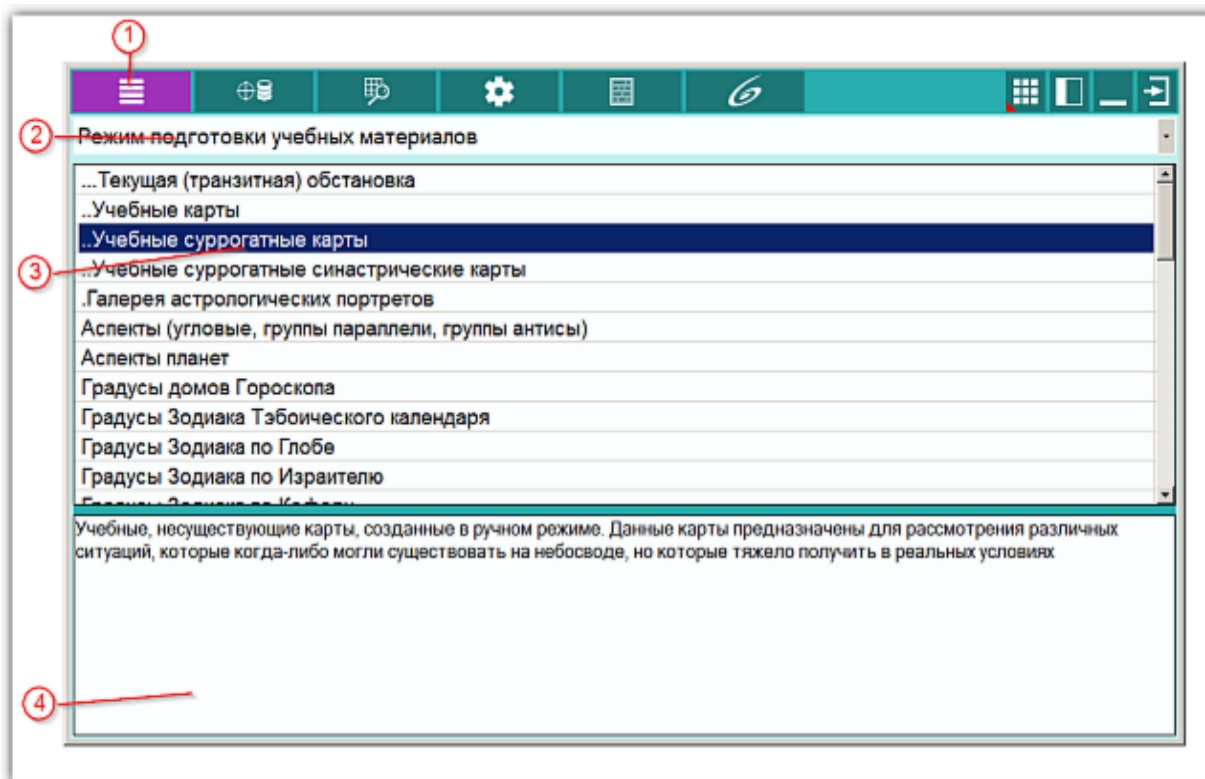 1
2
Режим подготовки учебных материалов
...Текущая (транзитная) обстановка
..Учебные карты
..Учебные суррогатные карты
3
..Учебные суррогатные синастрические карты
.Галерея астрологических портретов
Аспекты (угловые, группы параллели, группы антисы)
Аспекты планет
Градусы домов Гороскопа
Градусы Зодиака Тэбоического календаря
Градусы Зодиака по Глобе
Градусы Зодиака по Израителю
Учебные, несуществующие карты, созданные в ручном режиме. Данные карты предназначены для рассмотрения различных
ситуаций, которые когда-либо могли существовать на небосводе, но которые тяжело получить в реальных условиях
4